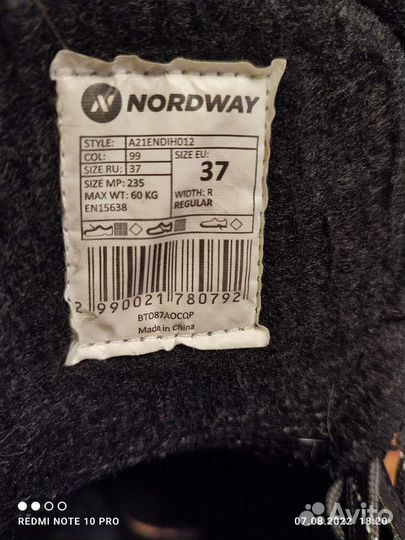 NORDWAY
STYLE: A21ENDIH012
COL: 99
SIZE RU: 37
SIZE MP: 235
MAX WT: 60 KG
EN15638
SIZE EU:
37
WIDTH: R
REGULAR
2 990021 780792
BT087AOCQP
Made in China
REDMI NOTE 10 PRO
07.08.2022 18:20
Avito